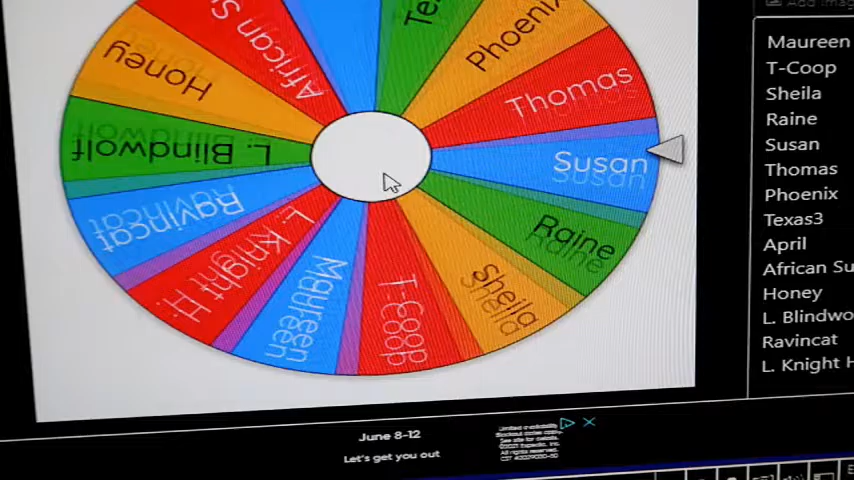 Phoenix
Thomas
Susan
Raine
Sheila
T-Coop
Maureen
L. Knight H.
Ravincat
L. Blindwolf
Honey
African S
Te
Maureen
T-Coop
Sheila
Raine
Susan
Thomas
Phoenix
Texas3
April
African Su
Honey
L. Blindwo
Ravincat
L. Knight H
June 8-12
Let's get you out